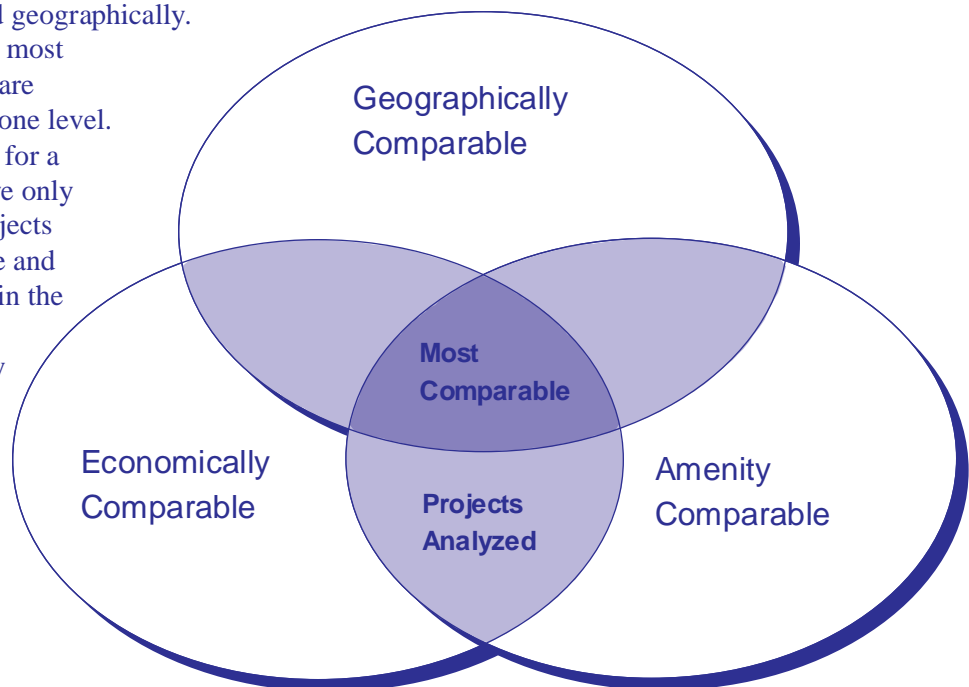 geographically.
most
are
one level.
for a
only
jects
and
in the
Geographically
Comparable
Most
Comparable
Economically
Comparable
Amenity
Comparable
Projects
Analyzed